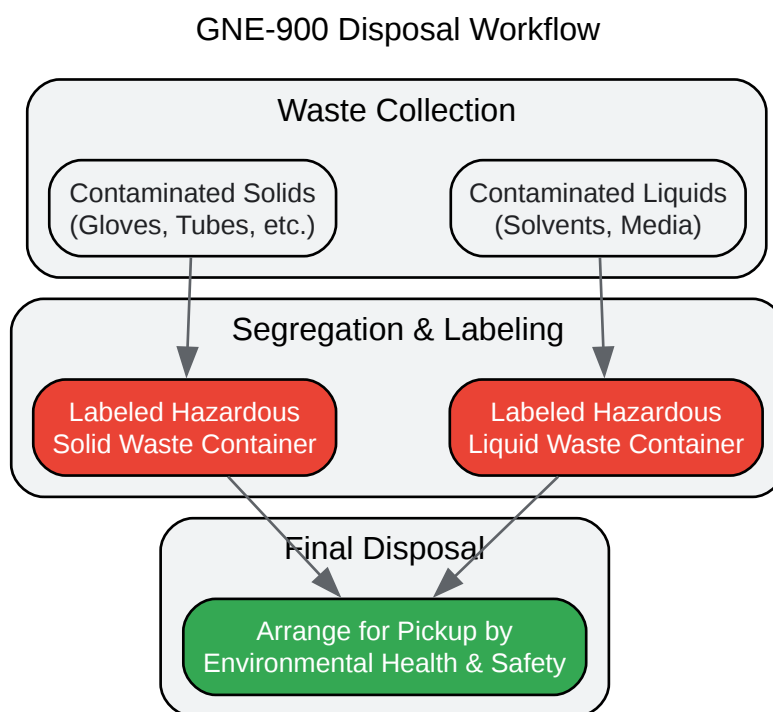 GNE-900 Disposal Workflow
Waste Collection
Contaminated Solids
(Gloves, Tubes, etc.)
Contaminated Liquids
(Solvents, Media)
Segregation & Labeling
Labeled Hazardous
Solid Waste Container
Labeled Hazardous
Liquid Waste Container
Final Disposal
Arrange for Pickup by
Environmental Health & Safety